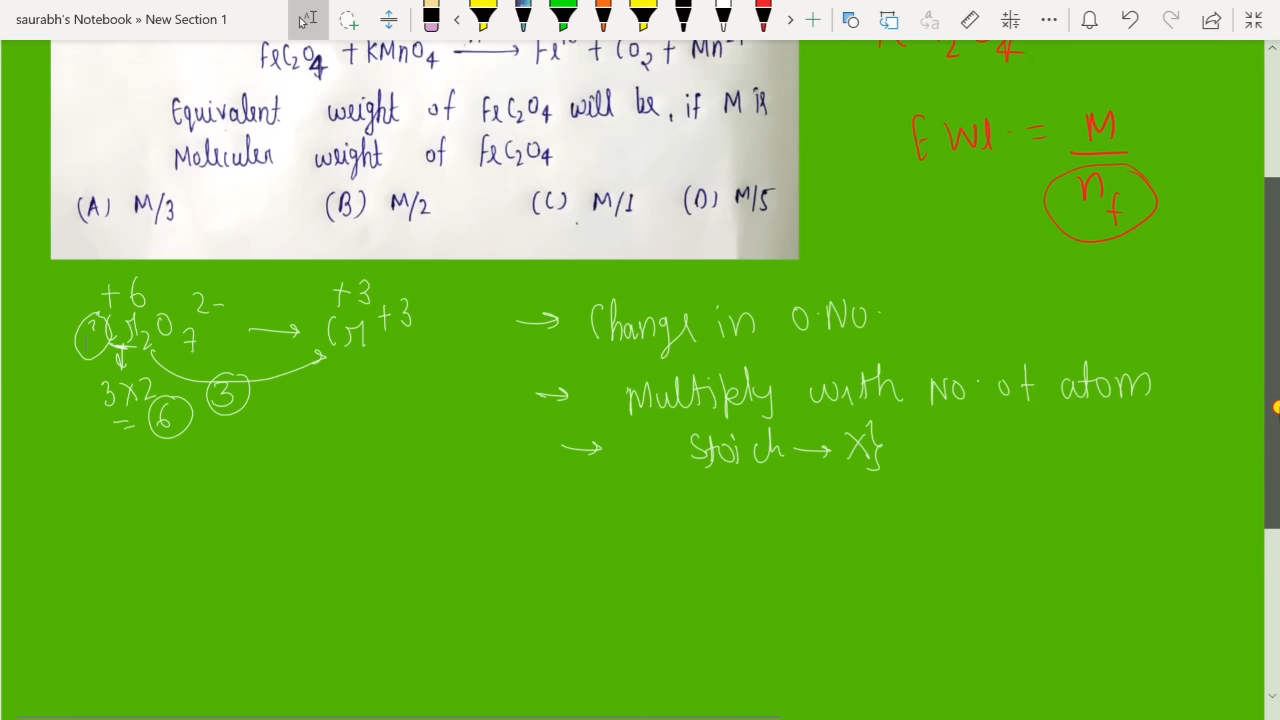 saurabh's Notebook » New Section 1
FeC2O4 + KMnO4 ⟶ Fe + CO2 + Mn
Equivalent weight of FeC2O4 will be, if M is
Moleculer weight of FeC2O4
(A) M/3 (B) M/2 (C) M/1 (D) M/5
E Wt. = M
nf
+6 +3
Cr2O7 2- ⟶ Cr +3
3×2 3
= 6
→ Change in O.No.
→ Multiply with No. of atom
→ Stoich → X}